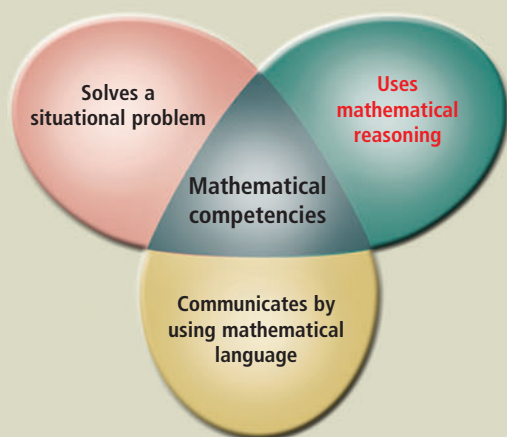 Solves a
situational problem
Uses
mathematical
reasoning
Mathematical
competencies
Communicates by
using mathematical
language